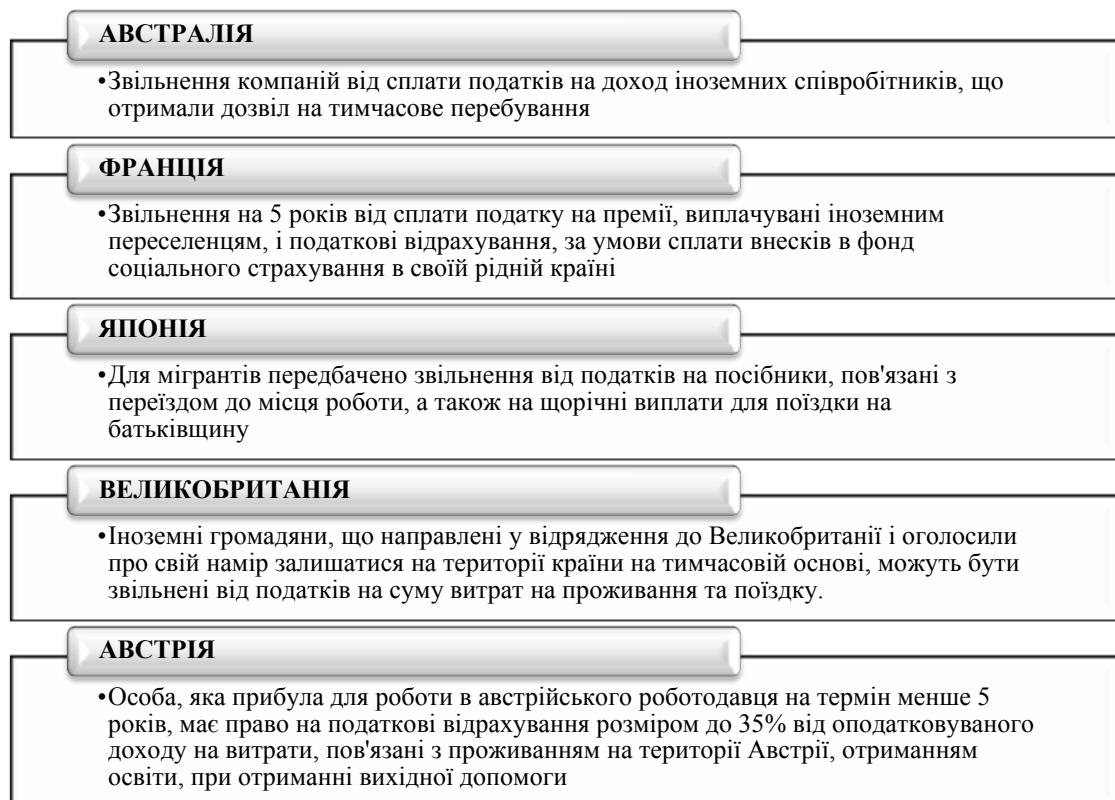 АВСТРАЛІЯ
•Звільнення компаній від сплати податків на доход іноземних співробітників, що
отримали дозвіл на тимчасове перебування
ФРАНЦІЯ
•Звільнення на 5 років від сплати податку на премії, виплачувані іноземним
переселенцям, і податкові відрахування, за умови сплати внесків в фонд
соціального страхування в своїй рідній країні
ЯПОНІЯ
•Для мігрантів передбачено звільнення від податків на посібники, пов'язані з
переїздом до місця роботи, а також на щорічні виплати для поїздки на
батьківщину
ВЕЛИКОБРИТАНІЯ
•Іноземні громадяни, що направлені у відрядження до Великобританії і оголосили
про свій намір залишатися на території країни на тимчасовій основі, можуть бути
звільнені від податків на суму витрат на проживання та поїздку.
АВСТРІЯ
•Особа, яка прибула для роботи в австрійського роботодавця на термін менше 5
років, має право на податкові відрахування розміром до 35% від оподатковуваного
доходу на витрати, пов'язані з проживанням на території Австрії, отриманням
освіти, при отриманні вихідної допомоги